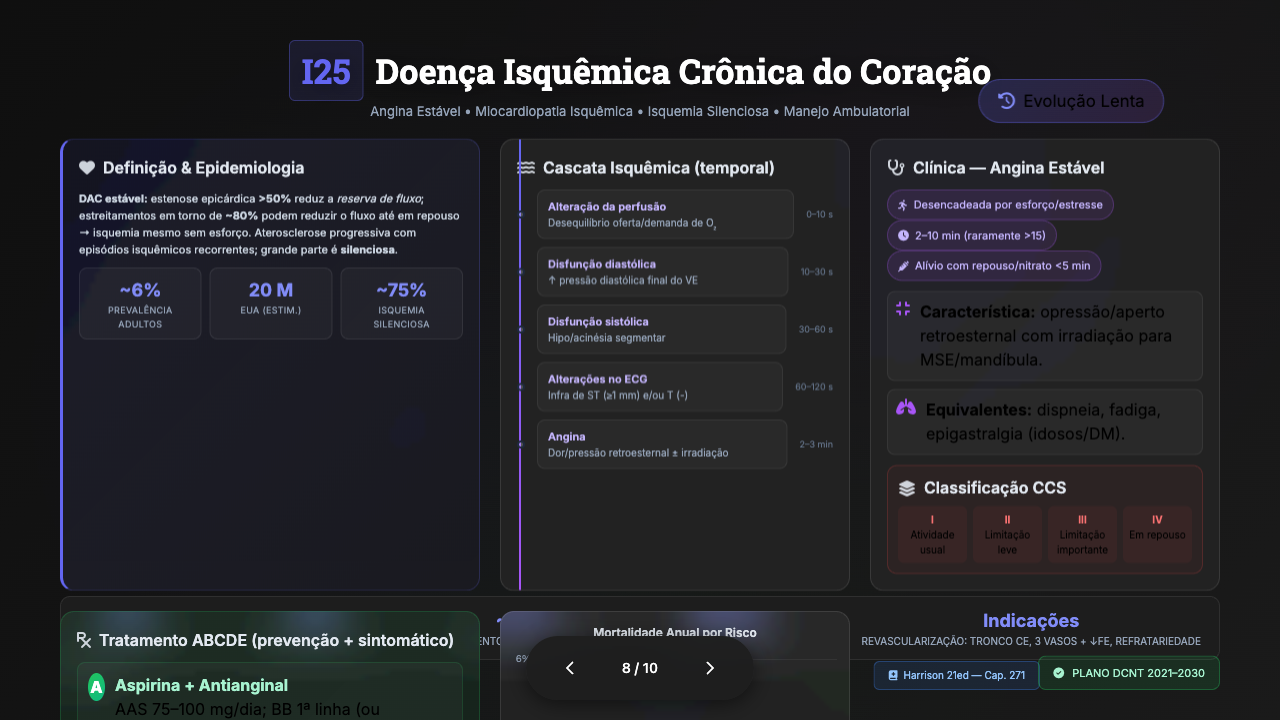 I25
Doença Isquêmica Crônica do Coração
Angina Estável • Miocardiopatia Isquêmica • Isquemia Silenciosa • Manejo Ambulatorial
Evolução Lenta
Definição & Epidemiologia
DAC estável: estenose epicárdica >50% reduz a reserva de fluxo;
estreitamentos em torno de ~80% podem reduzir o fluxo até em repouso
→ isquemia mesmo sem esforço. Aterosclerose progressiva com
episódios isquêmicos recorrentes; grande parte é silenciosa.
~6%
PREVALÊNCIA
ADULTOS
20 M
EUA (ESTIM.)
~75%
ISQUEMIA
SILENCIOSA
Cascata Isquêmica (temporal)
Alteração da perfusão
Desequilíbrio oferta/demanda de O₂
0–10 s
Disfunção diastólica
↑ pressão diastólica final do VE
10–30 s
Disfunção sistólica
Hipo/acinésia segmentar
30–60 s
Alterações no ECG
Infra de ST (≥1 mm) e/ou T (-)
60–120 s
Angina
Dor/pressão retroesternal ± irradiação
2–3 min
Clínica — Angina Estável
Desencadeada por esforço/estresse
2–10 min (raramente >15)
Alívio com repouso/nitrato <5 min
Característica: opressão/aperto
retroesternal com irradiação para
MSE/mandíbula.
Equivalentes: dispneia, fadiga,
epigastralgia (idosos/DM).
Classificação CCS
I
Atividade
usual
II
Limitação
leve
III
Limitação
importante
IV
Em repouso
Tratamento ABCDE (prevenção + sintomático)
A
Aspirina + Antianginal
AAS 75–100 mg/dia; BB 1ª linha (ou
Mortalidade Anual por Risco
6%
8 / 10
Indicações
REVASCULARIZAÇÃO: TRONCO CE, 3 VASOS + ↓FE, REFRATARIEDADE
Harrison 21ed — Cap. 271
PLANO DCNT 2021–2030